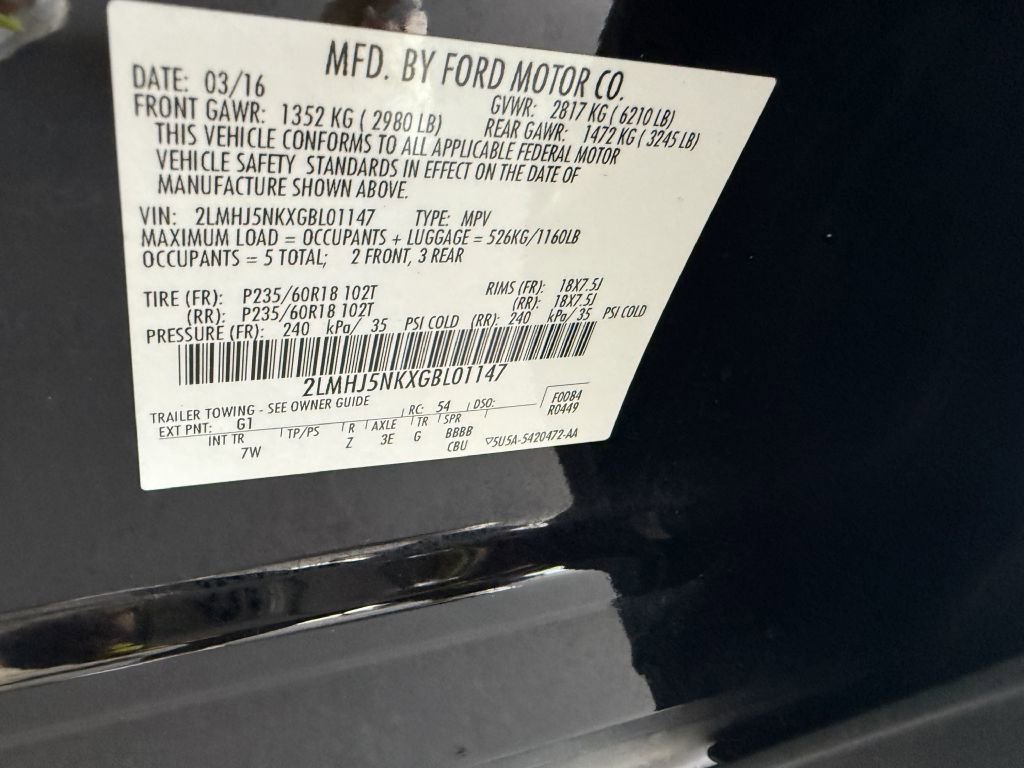 MFD. BY FORD MOTOR CO.
DATE: 03/16 GVWR: 2817 KG ( 6210 LB)
FRONT GAWR: 1352 KG ( 2980 LB) REAR GAWR: 1472 KG ( 3245 LB)
THIS VEHICLE CONFORMS TO ALL APPLICABLE FEDERAL MOTOR
VEHICLE SAFETY STANDARDS IN EFFECT ON THE DATE OF
MANUFACTURE SHOWN ABOVE.
VIN: 2LMHJ5NKXGBL01147 TYPE: MPV
MAXIMUM LOAD = OCCUPANTS + LUGGAGE = 526KG/1160LB
OCCUPANTS = 5 TOTAL; 2 FRONT, 3 REAR
TIRE (FR): P235/60R18 102T RIMS (FR): 18X7.5J
(RR): P235/60R18 102T (RR): 18X7.5J
PRESSURE (FR): 240 kPa/ 35 PSI COLD (RR): 240 kPa/ 35 PSI COLD
2LMHJ5NKXGBL01147
TRAILER TOWING - SEE OWNER GUIDE RC: 54 DSO: F0084
EXT PNT: G1 R0449
INT TR TP/PS R AXLE TR SPR
7W Z 3E G BBBB
CBU ▽5U5A-5420472-AA